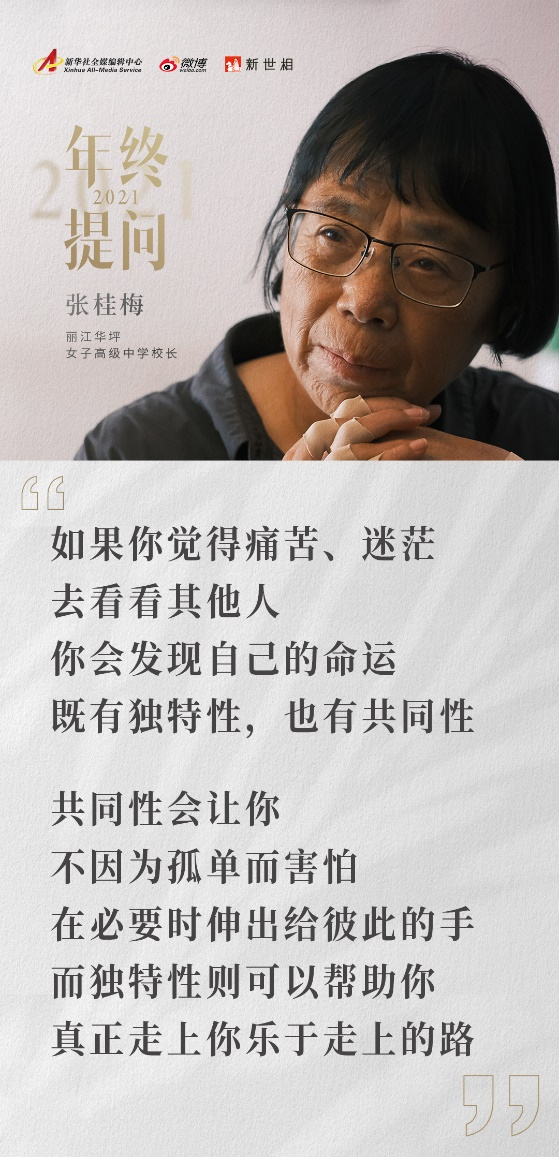 新华社全媒编辑中心
Xinhua All-Media Service
微博
weibo.com
新世相
年终
2021
提问
张桂梅
丽江华坪
女子高级中学校长
如果你觉得痛苦、迷茫
去看看其他人
你会发现自己的命运
既有独特性，也有共同性
共同性会让你
不因为孤单而害怕
在必要时伸出给彼此的手
而独特性则可以帮助你
真正走上你乐于走上的路